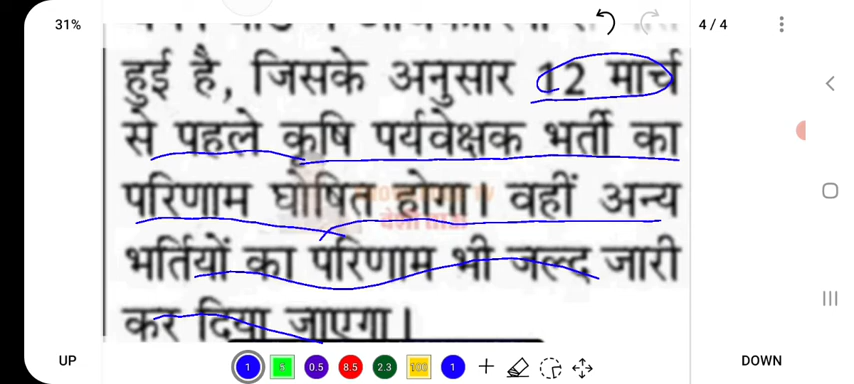 31%
4 / 4
हुई है, जिसके अनुसार 12 मार्च
से पहले कृषि पर्यवेक्षक भर्ती का
परिणाम घोषित होगा। वहीं अन्य
भर्तियों का परिणाम भी जल्द जारी
कर दिया जाएगा।
UP
1
5
0.5
8.5
2.3
100
1
DOWN